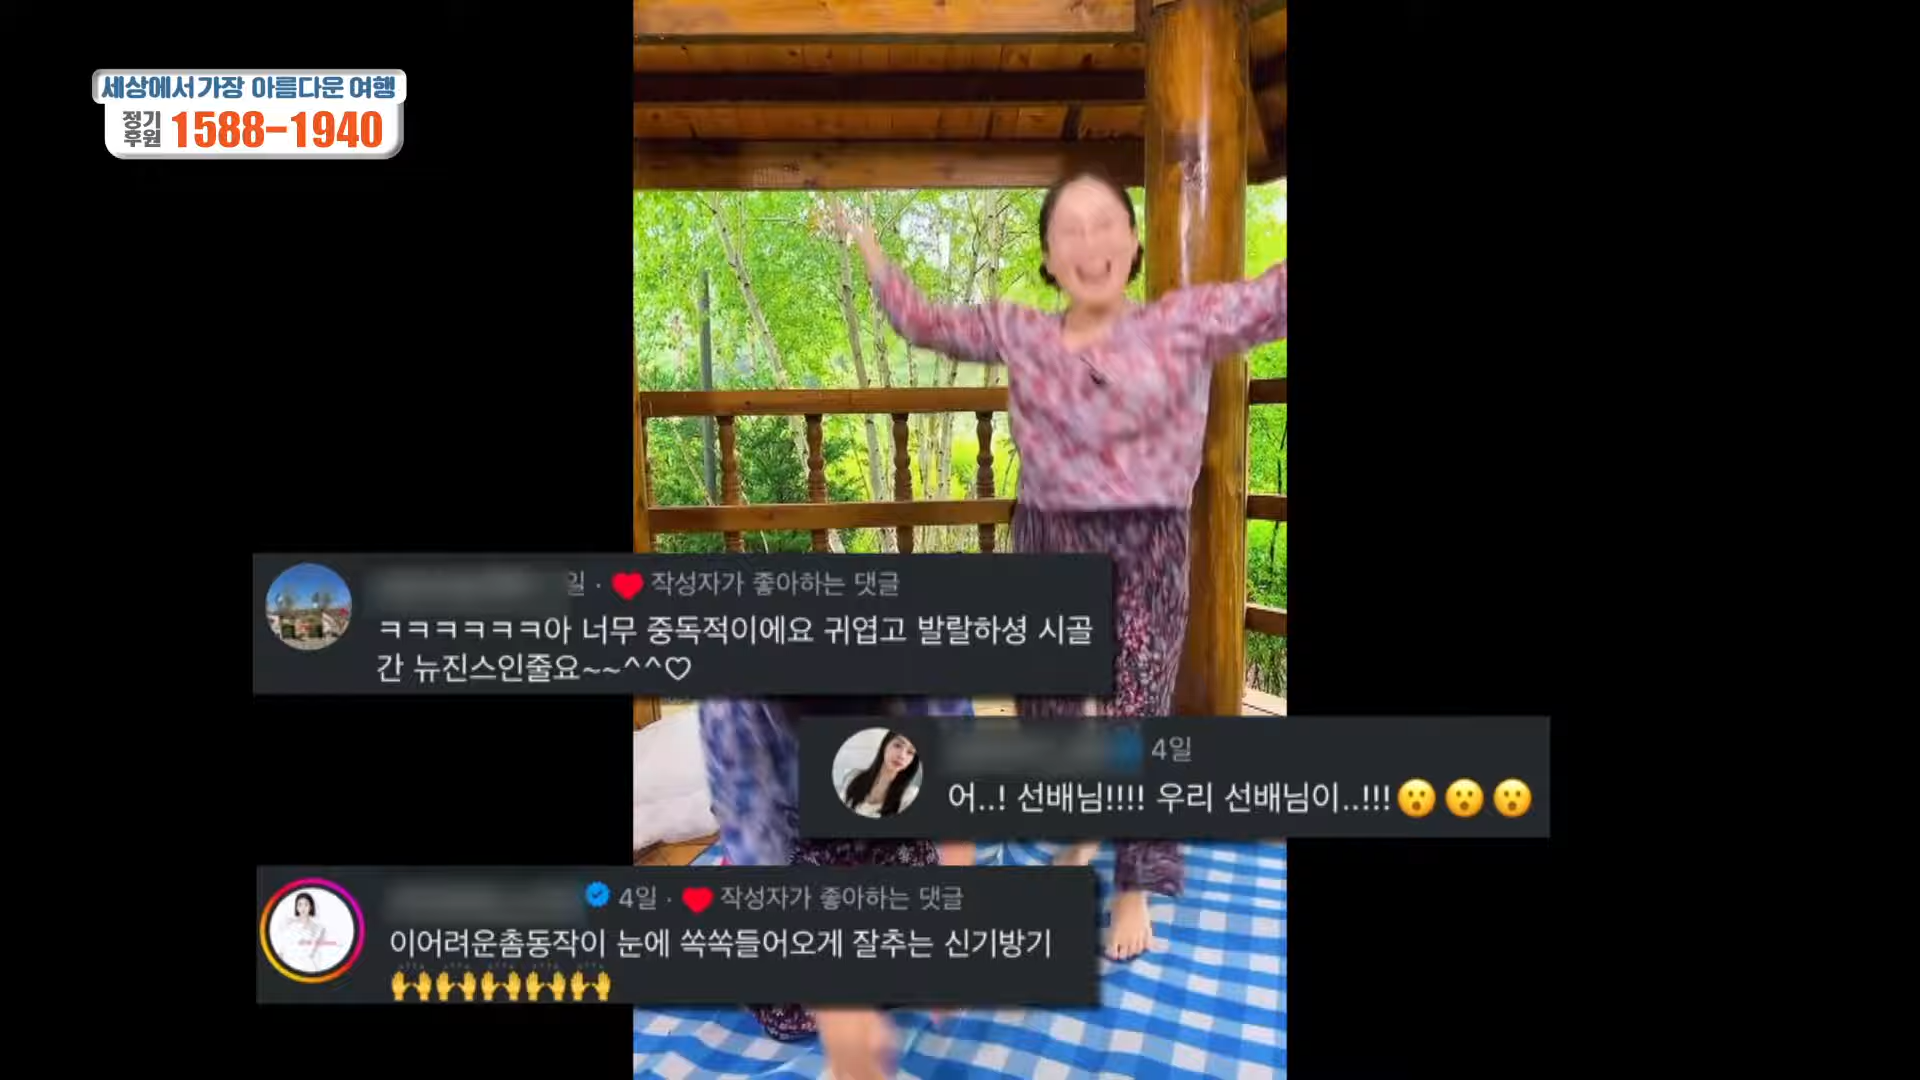 세상에서 가장 아름다운 여행
정기
후원
1588-1940
일 · ❤️ 작성자가 좋아하는 댓글
ㅋㅋㅋㅋㅋㅋ아 너무 중독적이에요 귀엽고 발랄하셩 시골
간 뉴진스인줄요~~^^♡
4일
어..! 선배님!!!! 우리 선배님이..!!!😮😮😮
4일 · ❤️ 작성자가 좋아하는 댓글
이어려운춈동작이 눈에 쏙쏙들어오게 잘추는 신기방기
🙌🙌🙌🙌🙌